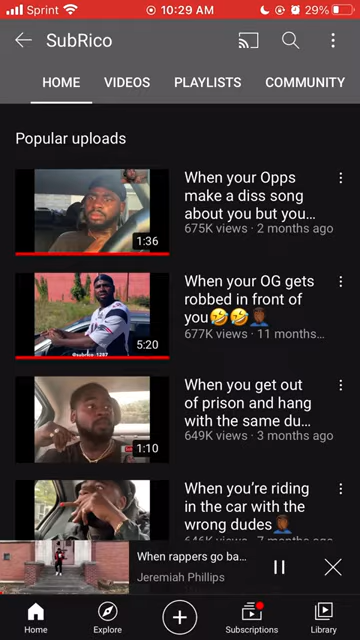 Sprint 10:29 AM 29%
SubRico
HOME VIDEOS PLAYLISTS COMMUNITY
Popular uploads
When your Opps
make a diss song
about you but you...
675K views · 2 months ago
1:36
When your OG gets
robbed in front of
you🤣🤣🤦🏾‍♂️
677K views · 11 months...
5:20
@subrico_1287
When you get out
of prison and hang
with the same du...
649K views · 3 months ago
1:10
When you're riding
in the car with the
wrong dudes🤦🏾‍♂️
When rappers go ba...
Jeremiah Phillips
Home Explore Subscriptions Library